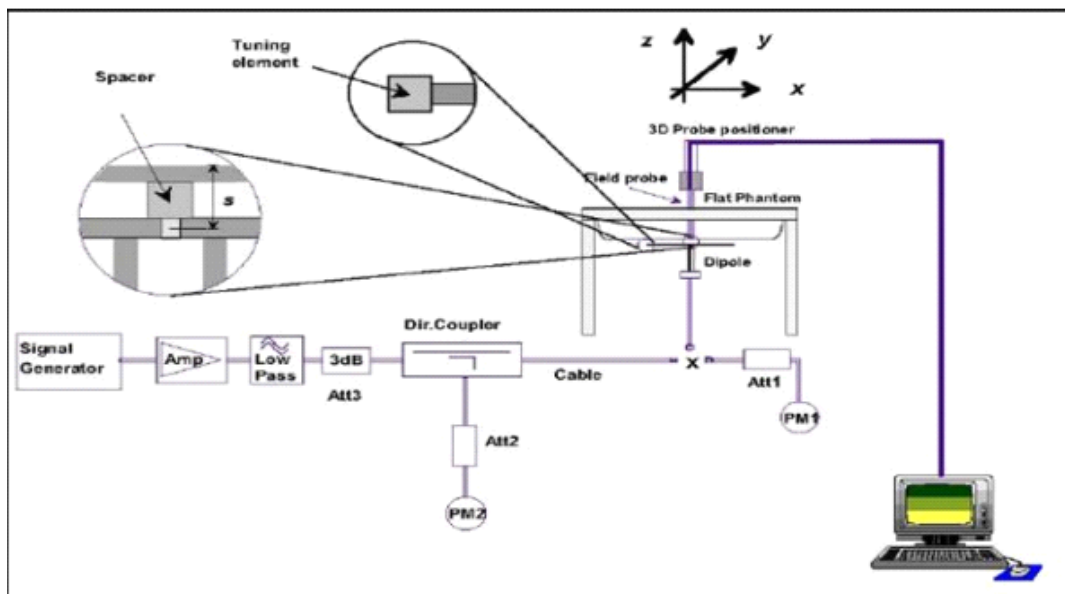 Tuning
element
Spacer
s
z
y
x
3D Probe positioner
Field probe
Flat Phantom
Dipole
Signal
Generator
Amp
Low
Pass
3dB
Att3
Dir.Coupler
Cable
X
Att1
PM1
Att2
PM2